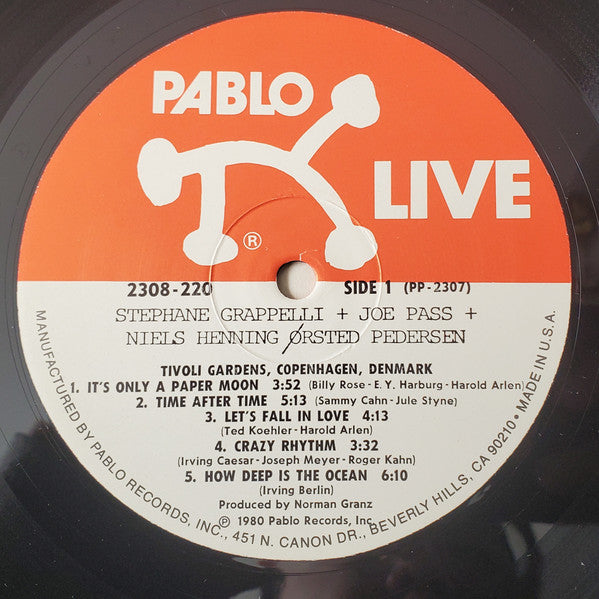 PABLO
LIVE
®
2308-220 SIDE 1 (PP-2307)
STEPHANE GRAPPELLI + JOE PASS +
NIELS HENNING ØRSTED PEDERSEN
TIVOLI GARDENS, COPENHAGEN, DENMARK
1. IT'S ONLY A PAPER MOON 3:52 (Billy Rose-E.Y. Harburg-Harold Arlen)
2. TIME AFTER TIME 5:13 (Sammy Cahn-Jule Styne)
3. LET'S FALL IN LOVE 4:13
(Ted Koehler-Harold Arlen)
4. CRAZY RHYTHM 3:32
(Irving Caesar-Joseph Meyer-Roger Kahn)
5. HOW DEEP IS THE OCEAN 6:10
(Irving Berlin)
Produced by Norman Granz
℗ 1980 Pablo Records, Inc.
MANUFACTURED BY PABLO RECORDS, INC., 451 N. CANON DR., BEVERLY HILLS, CA 90210 • MADE IN U.S.A.